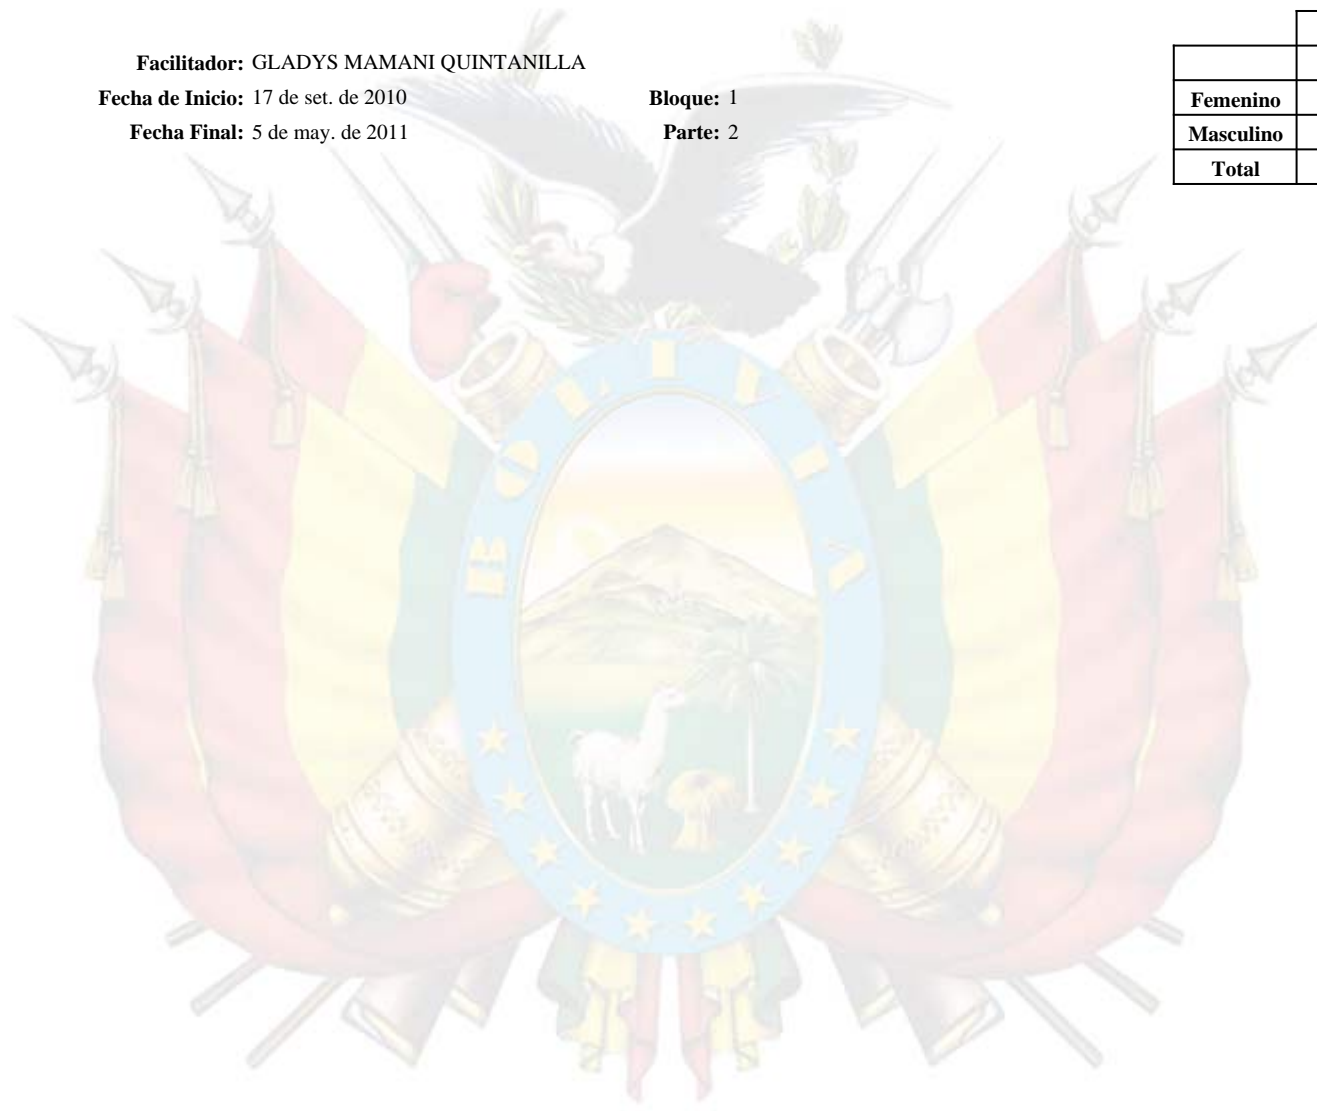 Facilitador: GLADYS MAMANI QUINTANILLA
Fecha de Inicio: 17 de set. de 2010
Bloque: 1
Fecha Final: 5 de may. de 2011
Parte: 2
Femenino
Masculino
Total
BOLIVIA